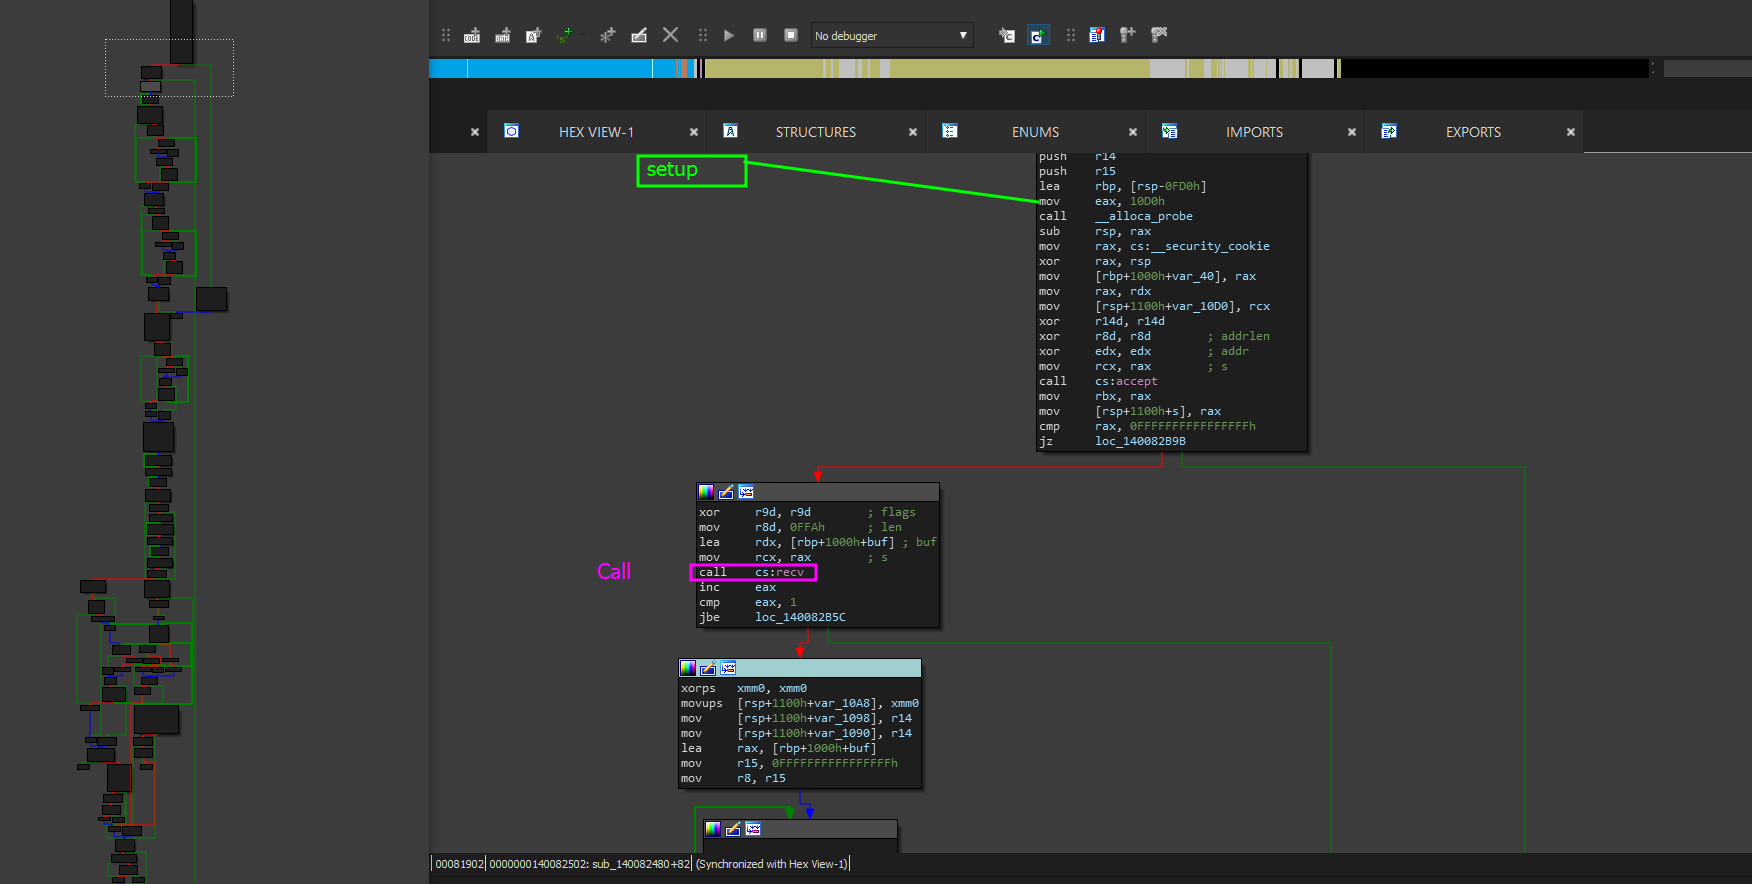 No debugger
HEX VIEW-1
STRUCTURES
ENUMS
IMPORTS
EXPORTS
setup
push r14
push r15
lea rbp, [rsp-0FD0h]
mov eax, 10D0h
call __alloca_probe
sub rsp, rax
mov rax, cs:__security_cookie
xor rax, rsp
mov [rbp+1000h+var_40], rax
mov rax, rdx
mov [rsp+1100h+var_10D0], rcx
xor r14d, r14d
xor r8d, r8d ; addrlen
xor edx, edx ; addr
mov rcx, rax ; s
call cs:accept
mov rbx, rax
mov [rsp+1100h+s], rax
cmp rax, 0FFFFFFFFFFFFFFFFh
jz loc_140082B9B
xor r9d, r9d ; flags
mov r8d, 0FFAh ; len
lea rdx, [rbp+1000h+buf] ; buf
mov rcx, rax ; s
Call
call cs:recv
inc eax
cmp eax, 1
jbe loc_140082B5C
xorps xmm0, xmm0
movups [rsp+1100h+var_10A8], xmm0
mov [rsp+1100h+var_1098], r14
mov [rsp+1100h+var_1090], r14
lea rax, [rbp+1000h+buf]
mov r15, 0FFFFFFFFFFFFFFFFh
mov r8, r15
00081902 0000000140082502: sub_140082480+82 (Synchronized with Hex View-1)